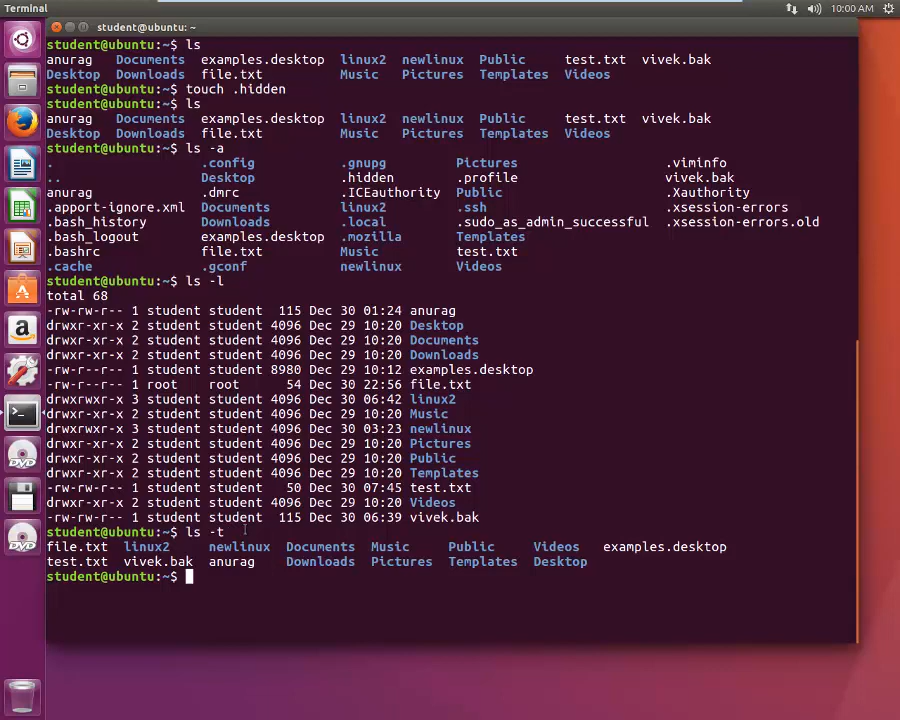 Terminal
10:00 AM
student@ubuntu: ~
student@ubuntu:~$ ls
anurag Documents examples.desktop linux2 newlinux Public test.txt vivek.bak
Desktop Downloads file.txt Music Pictures Templates Videos
student@ubuntu:~$ touch .hidden
student@ubuntu:~$ ls
anurag Documents examples.desktop linux2 newlinux Public test.txt vivek.bak
Desktop Downloads file.txt Music Pictures Templates Videos
student@ubuntu:~$ ls -a
. .config .gnupg Pictures .viminfo
.. Desktop .hidden .profile vivek.bak
anurag .dmrc .ICEauthority Public .Xauthority
.apport-ignore.xml Documents linux2 .ssh .xsession-errors
.bash_history Downloads .local .sudo_as_admin_successful .xsession-errors.old
.bash_logout examples.desktop .mozilla Templates
.bashrc file.txt Music test.txt
.cache .gconf newlinux Videos
student@ubuntu:~$ ls -l
total 68
-rw-rw-r-- 1 student student 115 Dec 30 01:24 anurag
drwxr-xr-x 2 student student 4096 Dec 29 10:20 Desktop
drwxr-xr-x 2 student student 4096 Dec 29 10:20 Documents
drwxr-xr-x 2 student student 4096 Dec 29 10:20 Downloads
-rw-r--r-- 1 student student 8980 Dec 29 10:12 examples.desktop
-rw-r--r-- 1 root root 54 Dec 30 22:56 file.txt
drwxrwxr-x 3 student student 4096 Dec 30 06:42 linux2
drwxr-xr-x 2 student student 4096 Dec 29 10:20 Music
drwxrwxr-x 3 student student 4096 Dec 30 03:23 newlinux
drwxr-xr-x 2 student student 4096 Dec 29 10:20 Pictures
drwxr-xr-x 2 student student 4096 Dec 29 10:20 Public
drwxr-xr-x 2 student student 4096 Dec 29 10:20 Templates
-rw-rw-r-- 1 student student 50 Dec 30 07:45 test.txt
drwxr-xr-x 2 student student 4096 Dec 29 10:20 Videos
-rw-rw-r-- 1 student student 115 Dec 30 06:39 vivek.bak
student@ubuntu:~$ ls -t
file.txt linux2 newlinux Documents Music Public Videos examples.desktop
test.txt vivek.bak anurag Downloads Pictures Templates Desktop
student@ubuntu:~$